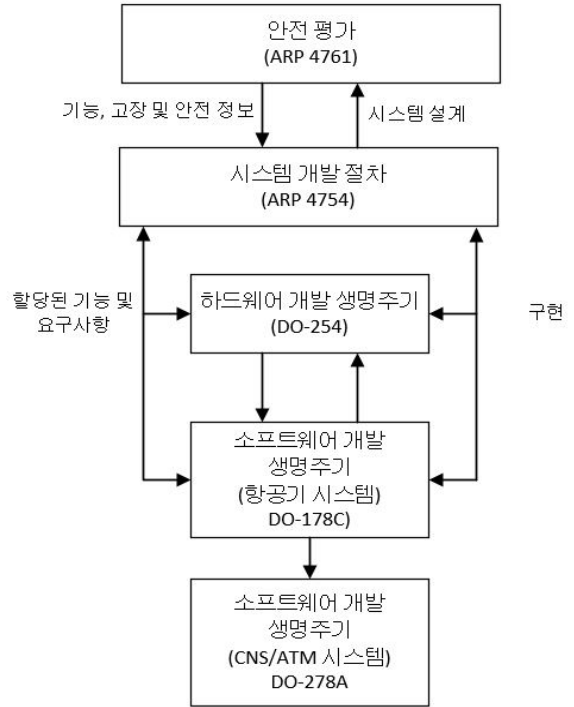 안전 평가
(ARP 4761)
기능, 고장 및 안전 정보
시스템 설계
시스템 개발 절차
(ARP 4754)
할당된 기능 및
요구사항
하드웨어 개발 생명주기
(DO-254)
구현
소프트웨어 개발
생명주기
(항공기 시스템)
DO-178C)
소프트웨어 개발
생명주기
(CNS/ATM 시스템)
DO-278A